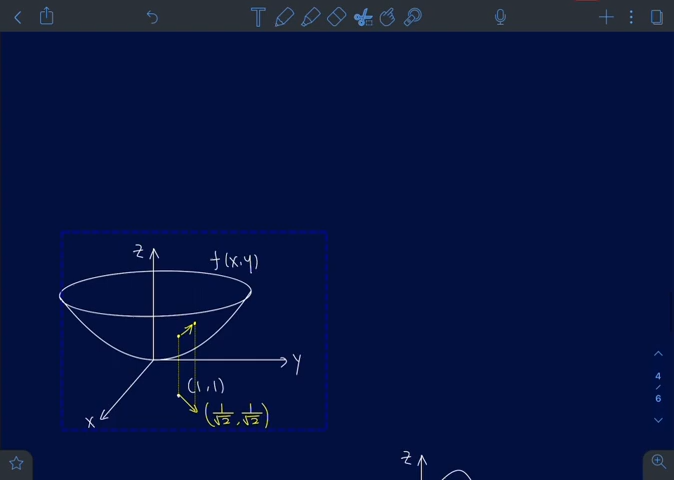 z
f(x,y)
y
(1,1)
(1/√2, 1/√2)
x
4
/
6
z